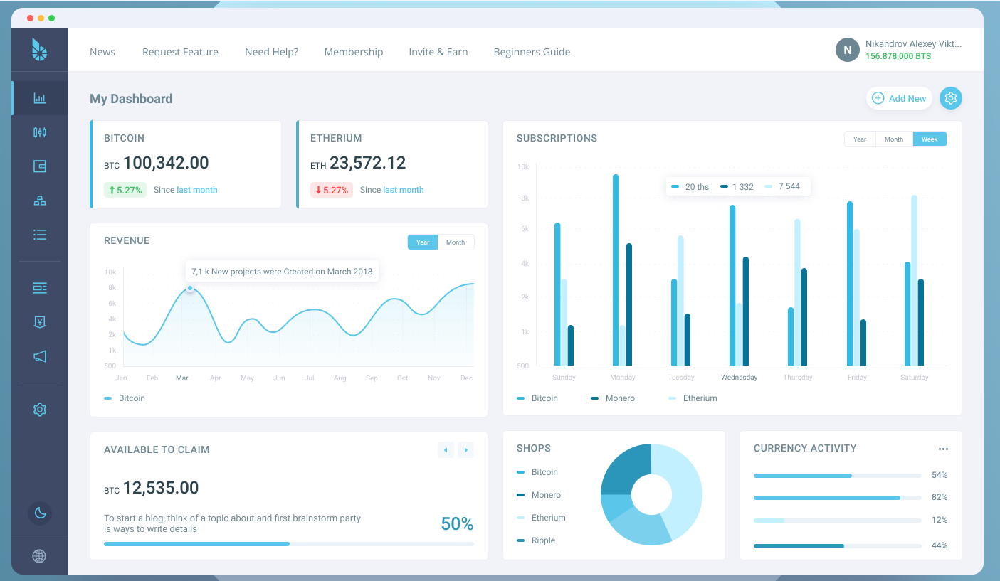 News Request Feature Need Help? Membership Invite & Earn Beginners Guide
N
Nikandrov Alexey Vikt...
156.878,000 BTS
My Dashboard
Add New
BITCOIN
BTC 100,342.00
5.27% Since last month
ETHERIUM
ETH 23,572.12
5.27% Since last month
REVENUE
Year Month
7,1 k New projects were Created on March 2018
10k
8k
6k
4k
2k
1k
500
Jan Feb Mar Apr May Jun Jul Aug Sep Oct Nov Dec
Bitcoin
SUBSCRIPTIONS
Year Month Week
20 ths 1 332 7 544
10k
8k
6k
4k
2k
1k
500
Sunday Monday Tuesday Wednesday Thursday Friday Saturday
Bitcoin Monero Etherium
AVAILABLE TO CLAIM
BTC 12,535.00
To start a blog, think of a topic about and first brainstorm party
is ways to write details
50%
SHOPS
Bitcoin
Monero
Etherium
Ripple
CURRENCY ACTIVITY
54%
82%
12%
44%